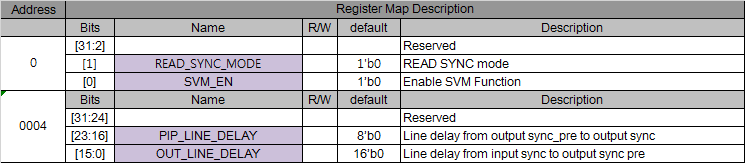 Address Register Map Description
Bits Name R/W default Description
0
[31:2] Reserved
[1] READ_SYNC_MODE 1'b0 READ SYNC mode
[0] SVM_EN 1'b0 Enable SVM Function
0004
Bits Name R/W default Description
[31:24] Reserved
[23:16] PIP_LINE_DELAY 8'b0 Line delay from output sync_pre to output sync
[15:0] OUT_LINE_DELAY 16'b0 Line delay from input sync to output sync pre